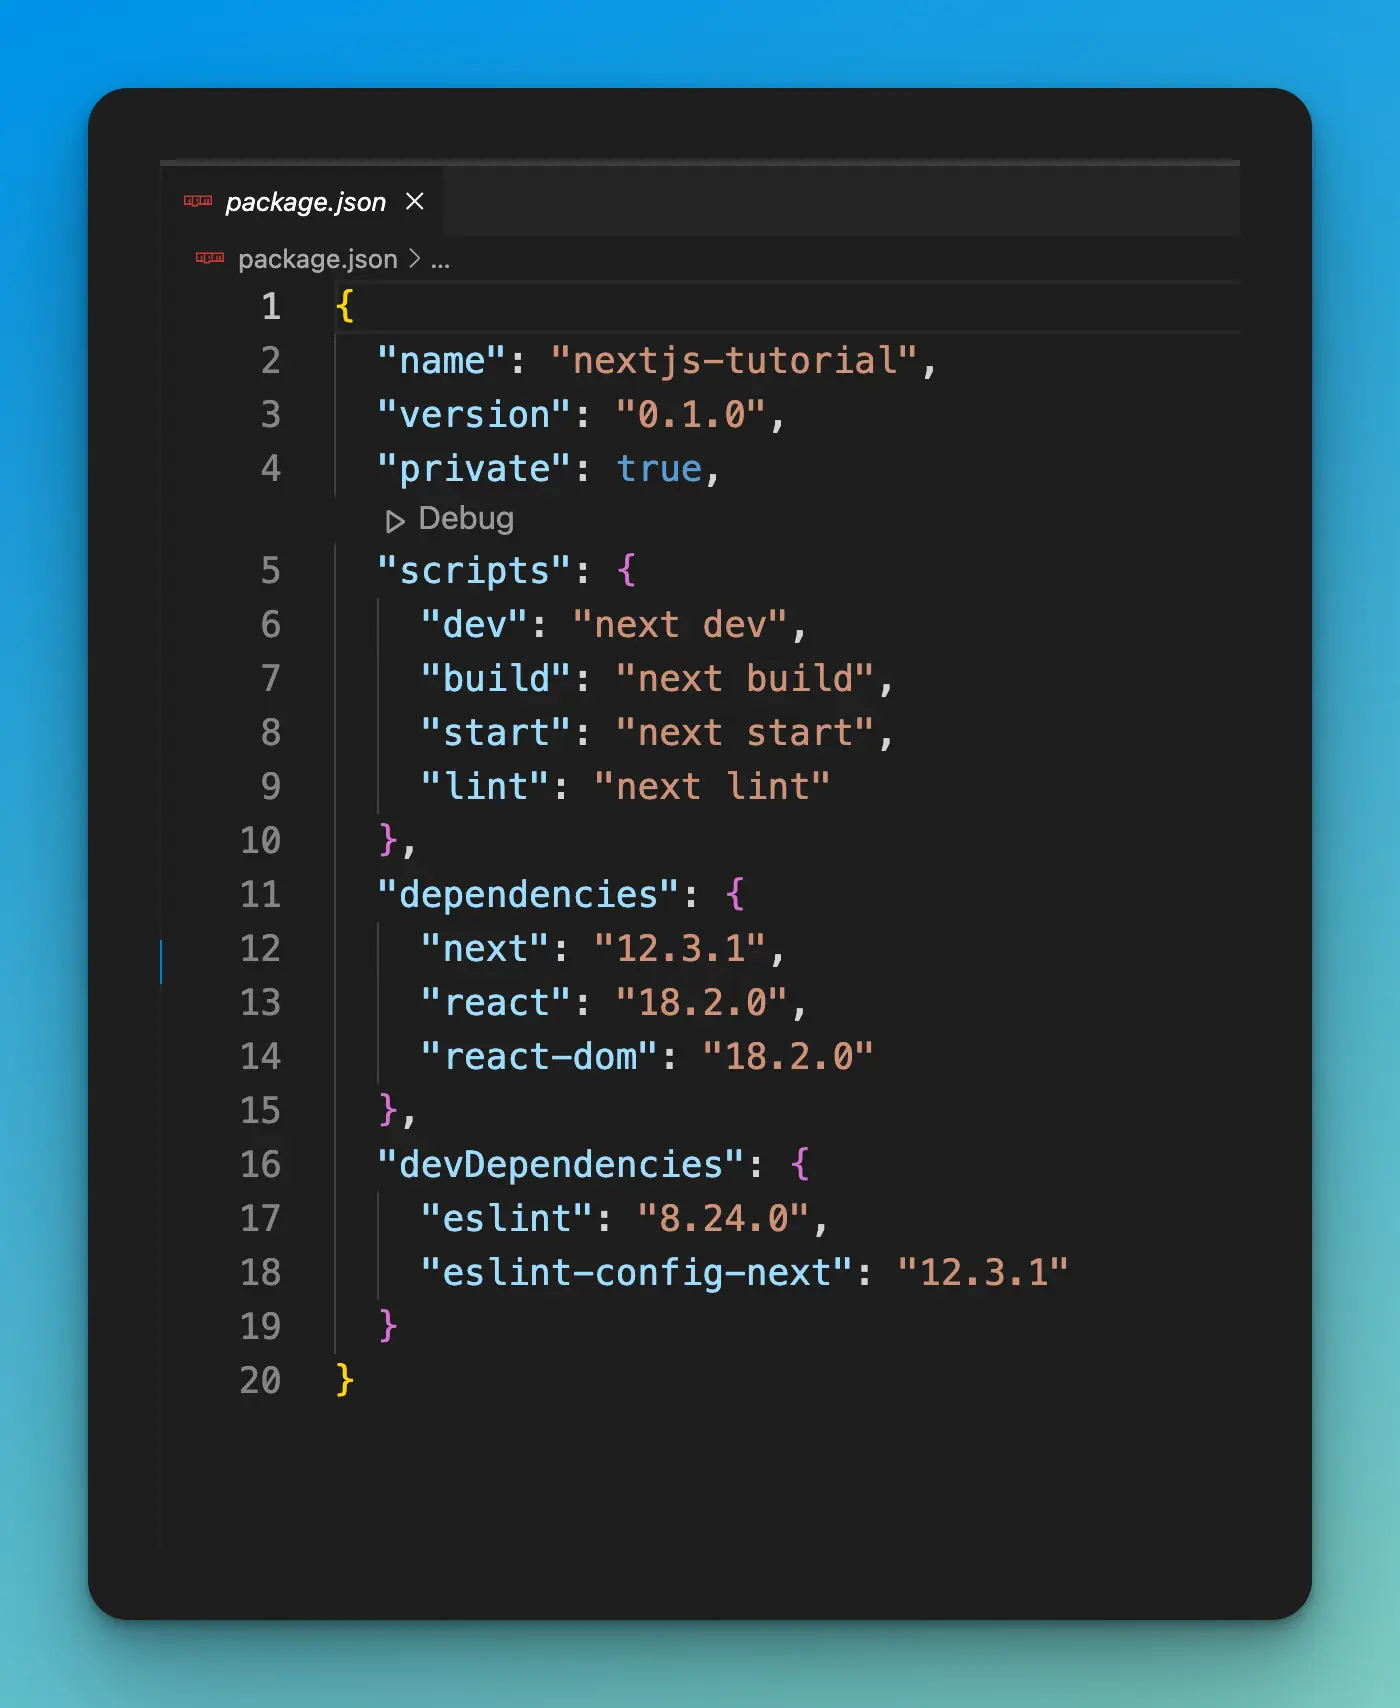 package.json
package.json > ...
1 {
2 "name": "nextjs-tutorial",
3 "version": "0.1.0",
4 "private": true,
Debug
5 "scripts": {
6 "dev": "next dev",
7 "build": "next build",
8 "start": "next start",
9 "lint": "next lint"
10 },
11 "dependencies": {
12 "next": "12.3.1",
13 "react": "18.2.0",
14 "react-dom": "18.2.0"
15 },
16 "devDependencies": {
17 "eslint": "8.24.0",
18 "eslint-config-next": "12.3.1"
19 }
20 }